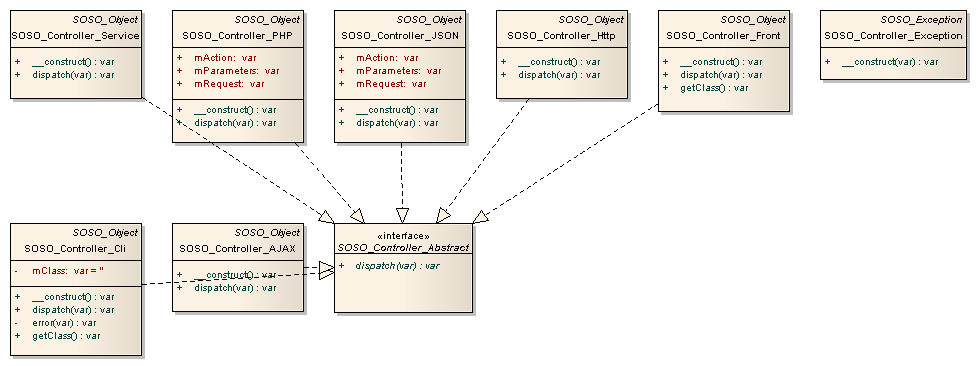 SOSO_Object
SOSO_Controller_Service
+ __construct() : var
+ dispatch(var) : var
SOSO_Object
SOSO_Controller_PHP
+ mAction: var
+ mParameters: var
+ mRequest: var
+ __construct() : var
+ dispatch(var) : var
SOSO_Object
SOSO_Controller_JSON
+ mAction: var
+ mParameters: var
+ mRequest: var
+ __construct() : var
+ dispatch(var) : var
SOSO_Object
SOSO_Controller_Http
+ __construct() : var
+ dispatch(var) : var
SOSO_Object
SOSO_Controller_Front
+ __construct() : var
+ dispatch(var) : var
+ getClass() : var
SOSO_Exception
SOSO_Controller_Exception
+ __construct(var) : var
SOSO_Object
SOSO_Controller_Cli
- mClass: var = ''
+ __construct() : var
+ dispatch(var) : var
- error(var) : var
+ getClass() : var
SOSO_Object
SOSO_Controller_AJAX
+ __construct() : var
+ dispatch(var) : var
«interface»
SOSO_Controller_Abstract
+ dispatch(var) : var